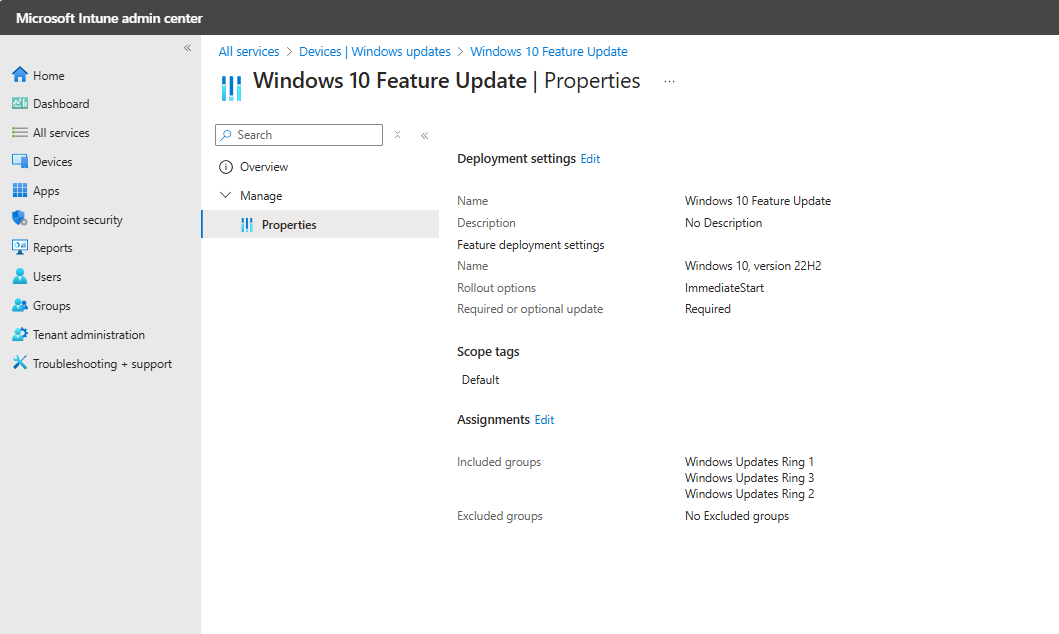 Microsoft Intune admin center
«
Home
Dashboard
All services
Devices
Apps
Endpoint security
Reports
Users
Groups
Tenant administration
Troubleshooting + support
All services > Devices | Windows updates > Windows 10 Feature Update
Windows 10 Feature Update | Properties ...
Search × «
Overview
Manage
Properties
Deployment settings Edit
Name Windows 10 Feature Update
Description No Description
Feature deployment settings
Name Windows 10, version 22H2
Rollout options ImmediateStart
Required or optional update Required
Scope tags
Default
Assignments Edit
Included groups Windows Updates Ring 1
Windows Updates Ring 3
Windows Updates Ring 2
Excluded groups No Excluded groups